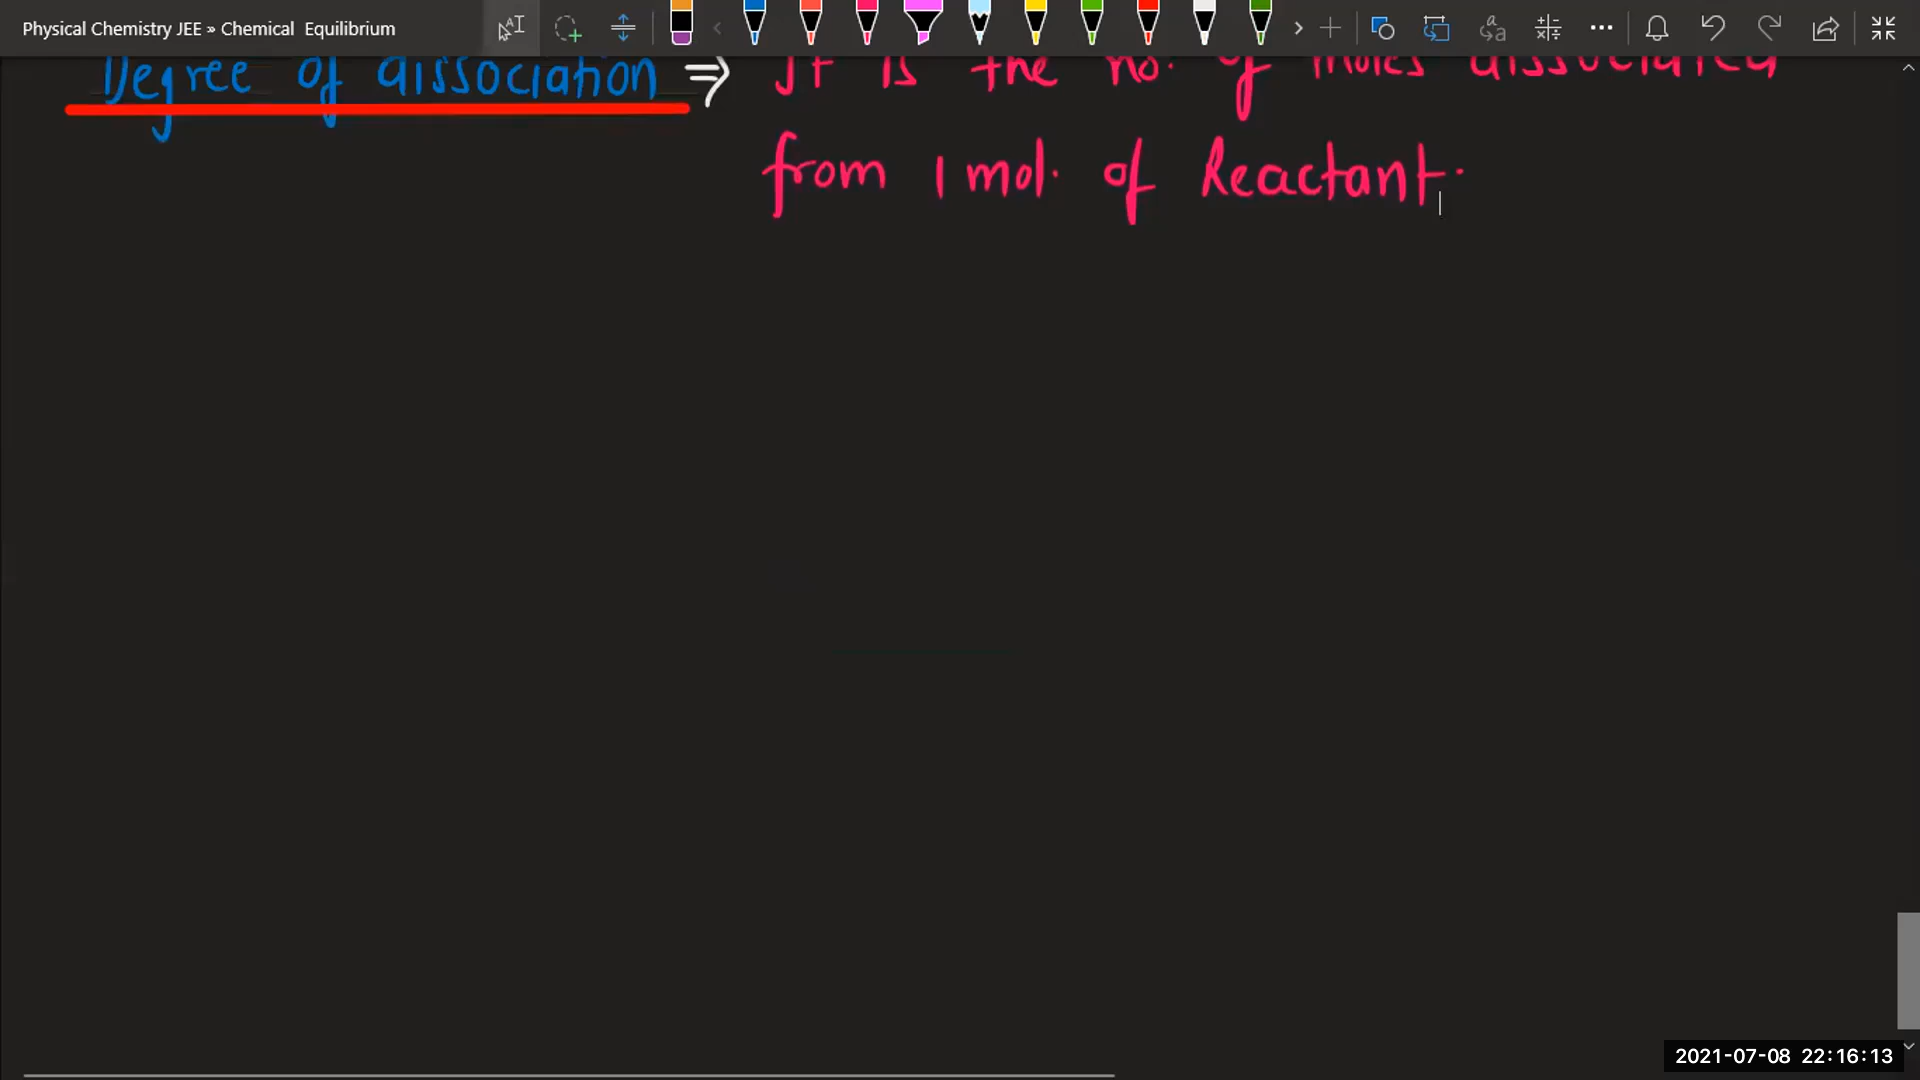 Physical Chemistry JEE » Chemical Equilibrium
Degree of dissociation ⇒ It is the no. of moles dissociated
from 1 mol. of Reactant.
2021-07-08 22:16:13